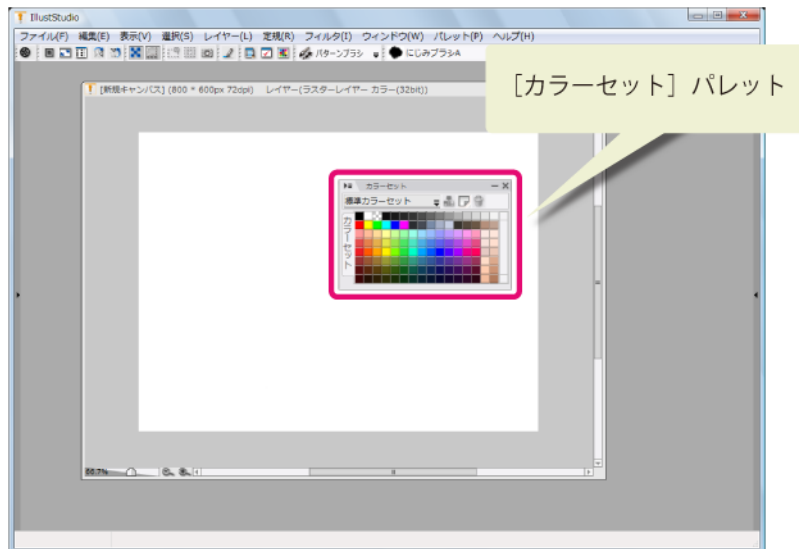 IllustStudio
ファイル(F) 編集(E) 表示(V) 選択(S) レイヤー(L) 定規(R) フィルタ(I) ウィンドウ(W) パレット(P) ヘルプ(H)
パターンブラシ にじみブラシA
[カラーセット] パレット
[新規キャンバス] (800 * 600px 72dpi) レイヤー(ラスターレイヤー カラー(32bit))
カラーセット
標準カラーセット
カラーセット
66.7%